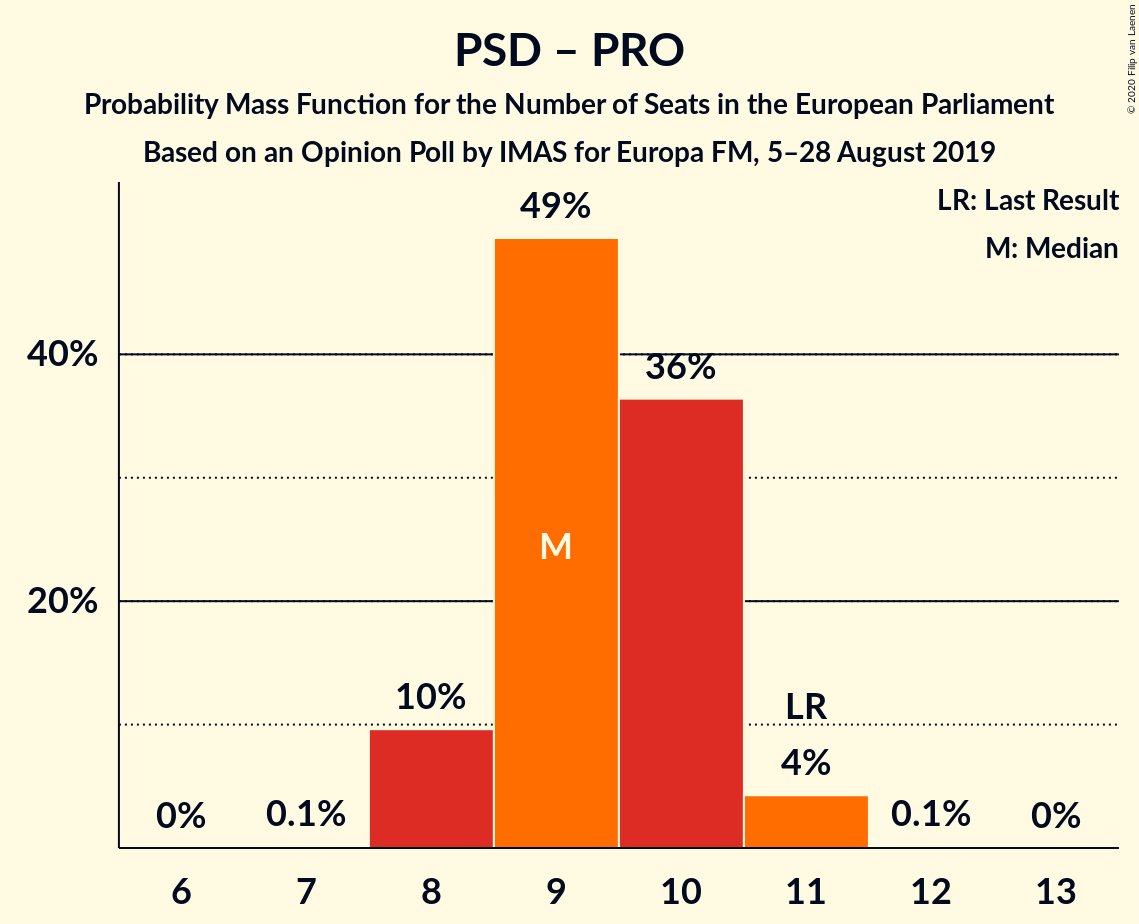 PSD – PRO
Probability Mass Function for the Number of Seats in the European Parliament
Based on an Opinion Poll by IMAS for Europa FM, 5–28 August 2019
© 2020 Filip van Laenen
LR: Last Result
M: Median
49%
40%
36%
M
20%
10%
LR
4%
0%
0.1%
0.1%
0%
6 7 8 9 10 11 12 13